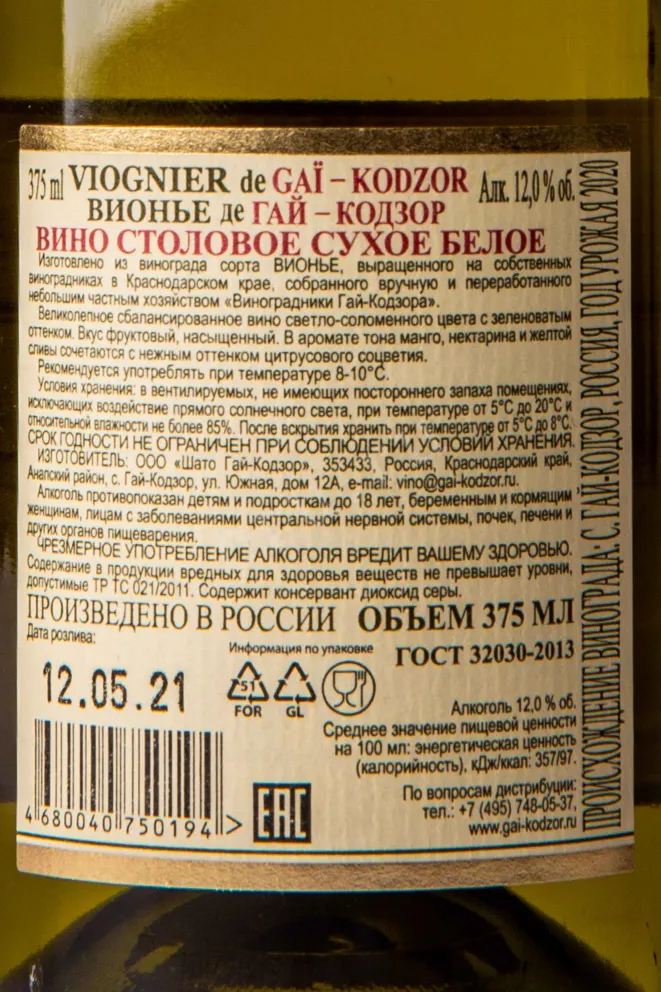 375 ml VIOGNIER de GAÏ – KODZOR Алк. 12,0 % об.
ВИОНЬЕ де ГАЙ – КОДЗОР
ВИНО СТОЛОВОЕ СУХОЕ БЕЛОЕ
Изготовлено из винограда сорта ВИОНЬЕ, выращенного на собственных
виноградниках в Краснодарском крае, собранного вручную и переработанного
небольшим частным хозяйством «Виноградники Гай-Кодзора».
Великолепное сбалансированное вино светло-соломенного цвета с зеленоватым
оттенком. Вкус фруктовый, насыщенный. В аромате тона манго, нектарина и желтой
сливы сочетаются с нежным оттенком цитрусового соцветия.
Рекомендуется употреблять при температуре 8-10°С.
Условия хранения: в вентилируемых, не имеющих постороннего запаха помещениях,
исключающих воздействие прямого солнечного света, при температуре от 5°С до 20°С и
относительной влажности не более 85%. После вскрытия хранить при температуре от 5°С до 8°С.
СРОК ГОДНОСТИ НЕ ОГРАНИЧЕН ПРИ СОБЛЮДЕНИИ УСЛОВИЙ ХРАНЕНИЯ.
ИЗГОТОВИТЕЛЬ: ООО «Шато Гай-Кодзор», 353433, Россия, Краснодарский край,
Анапский район, с. Гай-Кодзор, ул. Южная, дом 12А, e-mail: vino@gai-kodzor.ru.
Алкоголь противопоказан детям и подросткам до 18 лет, беременным и кормящим
женщинам, лицам с заболеваниями центральной нервной системы, почек, печени и
других органов пищеварения.
ЧРЕЗМЕРНОЕ УПОТРЕБЛЕНИЕ АЛКОГОЛЯ ВРЕДИТ ВАШЕМУ ЗДОРОВЬЮ.
Содержание в продукции вредных для здоровья веществ не превышает уровни,
допустимые ТР ТС 021/2011. Содержит консервант диоксид серы.
ПРОИЗВЕДЕНО В РОССИИ ОБЪЕМ 375 МЛ
Дата розлива:
Информация по упаковке
ГОСТ 32030-2013
12.05.21
51
FOR GL
Алкоголь 12,0 % об.
Среднее значение пищевой ценности
на 100 мл: энергетическая ценность
(калорийность), кДж/ккал: 357/97.
По вопросам дистрибуции:
тел.: +7 (495) 748-05-37,
www.gai-kodzor.ru
4 680040 750194 >
EAC
ПРОИСХОЖДЕНИЕ ВИНОГРАДА: С. ГАЙ-КОДЗОР, РОССИЯ, ГОД УРОЖАЯ 2020